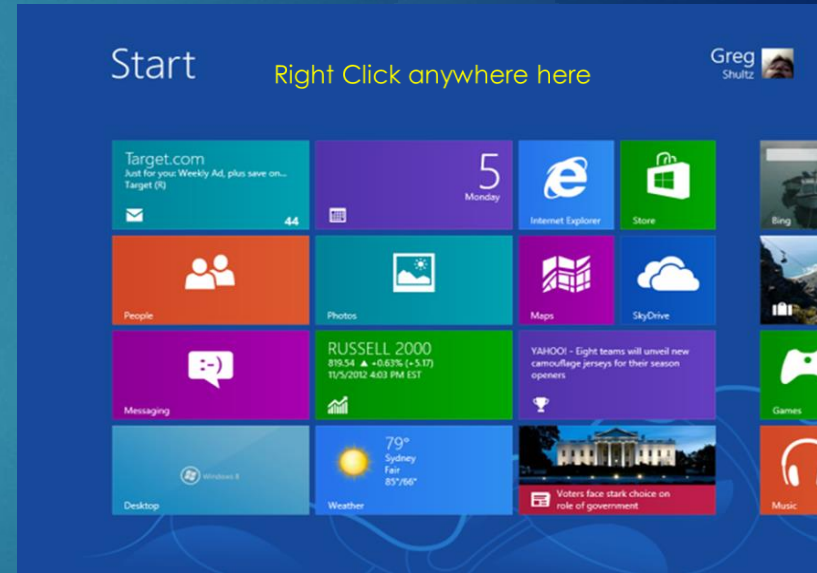 Start
Right Click anywhere here
Greg
Shultz
Target.com
Just for you: Weekly Ad, plus save on...
Target (R)
44
5
Monday
Internet Explorer
Store
Bing
People
Photos
Maps
SkyDrive
Messaging
RUSSELL 2000
819.54 ▲ +0.63% (+5.17)
11/5/2012 4:03 PM EST
YAHOO! - Eight teams will unveil new
camouflage jerseys for their season
openers
Games
Desktop
Windows 8
79°
Sydney
Fair
85°/66°
Weather
Voters face stark choice on
role of government
Music